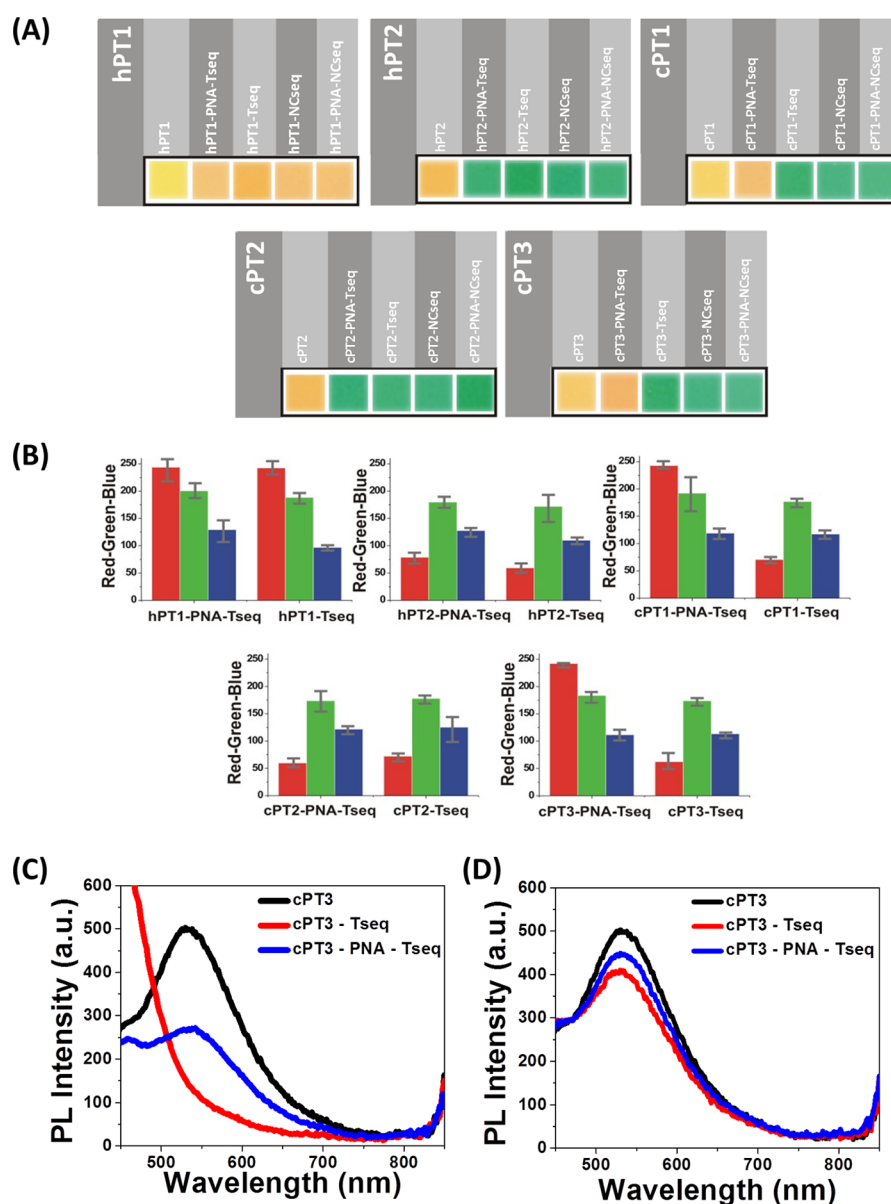 (A)
hPT1
hPT1
hPT1-PNA-Tseq
hPT1-Tseq
hPT1-NCseq
hPT1-PNA-NCseq
hPT2
hPT2
hPT2-PNA-Tseq
hPT2-Tseq
hPT2-NCseq
hPT2-PNA-NCseq
cPT1
cPT1
cPT1-PNA-Tseq
cPT1-Tseq
cPT1-NCseq
cPT1-PNA-NCseq
cPT2
cPT2
cPT2-PNA-Tseq
cPT2-Tseq
cPT2-NCseq
cPT2-PNA-NCseq
cPT3
cPT3
cPT3-PNA-Tseq
cPT3-Tseq
cPT3-NCseq
cPT3-PNA-NCseq
(B)
Red-Green-Blue
250
200
150
100
50
0
hPT1-PNA-Tseq hPT1-Tseq
Red-Green-Blue
250
200
150
100
50
0
hPT2-PNA-Tseq hPT2-Tseq
Red-Green-Blue
250
200
150
100
50
0
cPT1-PNA-Tseq cPT1-Tseq
Red-Green-Blue
250
200
150
100
50
0
cPT2-PNA-Tseq cPT2-Tseq
Red-Green-Blue
250
200
150
100
50
0
cPT3-PNA-Tseq cPT3-Tseq
(C)
PL Intensity (a.u.)
600
500
400
300
200
100
0
cPT3
cPT3 - Tseq
cPT3 - PNA - Tseq
500 600 700 800
Wavelength (nm)
(D)
PL Intensity (a.u.)
600
500
400
300
200
100
0
cPT3
cPT3 - Tseq
cPT3 - PNA - Tseq
500 600 700 800
Wavelength (nm)